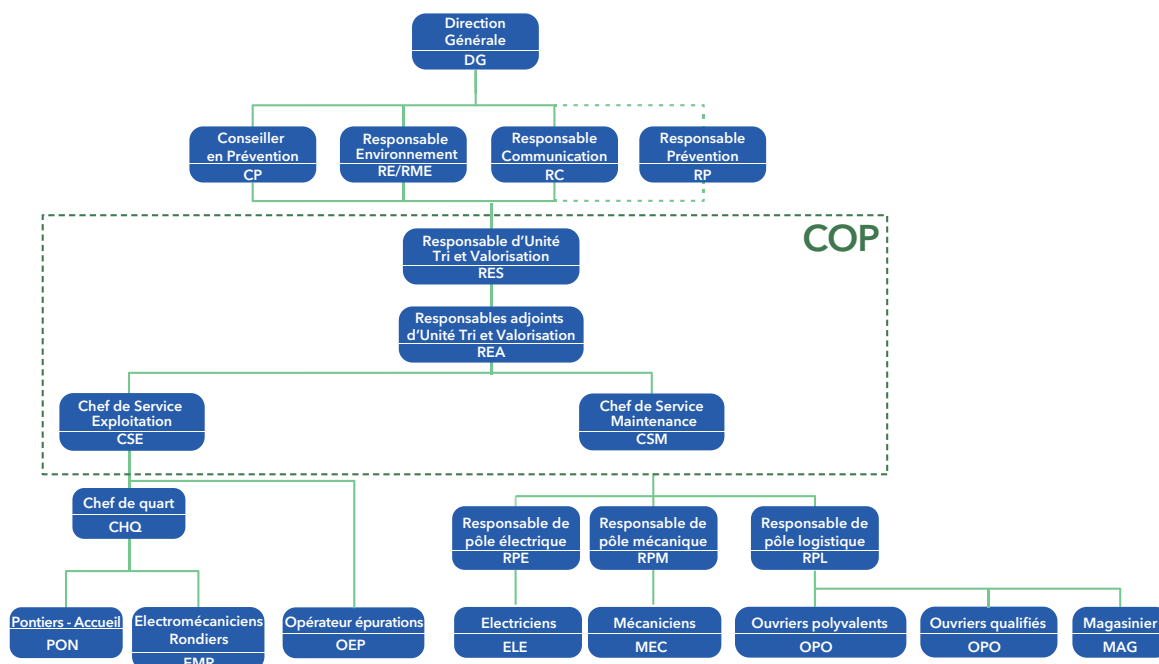 Direction
Générale
DG
Conseiller
en Prévention
CP
Responsable
Environnement
RE/RME
Responsable
Communication
RC
Responsable
Prévention
RP
COP
Responsable d'Unité
Tri et Valorisation
RES
Responsables adjoints
d'Unité Tri et Valorisation
REA
Chef de Service
Exploitation
CSE
Chef de Service
Maintenance
CSM
Chef de quart
CHQ
Responsable de
pôle électrique
RPE
Responsable de
pôle mécanique
RPM
Responsable de
pôle logistique
RPL
Pontiers - Accueil
PON
Electromécaniciens
Rondiers
EMR
Opérateur épurations
OEP
Electriciens
ELE
Mécaniciens
MEC
Ouvriers polyvalents
OPO
Ouvriers qualifiés
OPO
Magasinier
MAG